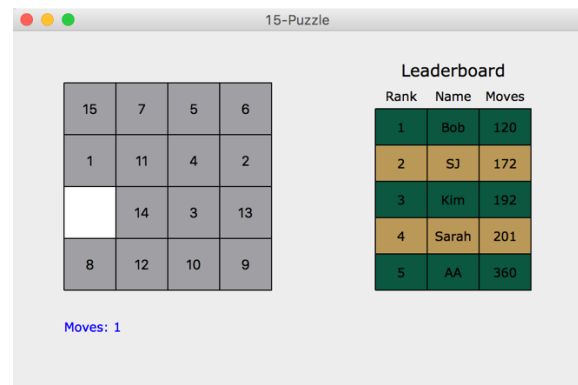 15-Puzzle
Leaderboard
Rank Name Moves
15 7 5 6
1 11 4 2
14 3 13
8 12 10 9
1 Bob 120
2 SJ 172
3 Kim 192
4 Sarah 201
5 AA 360
Moves: 1